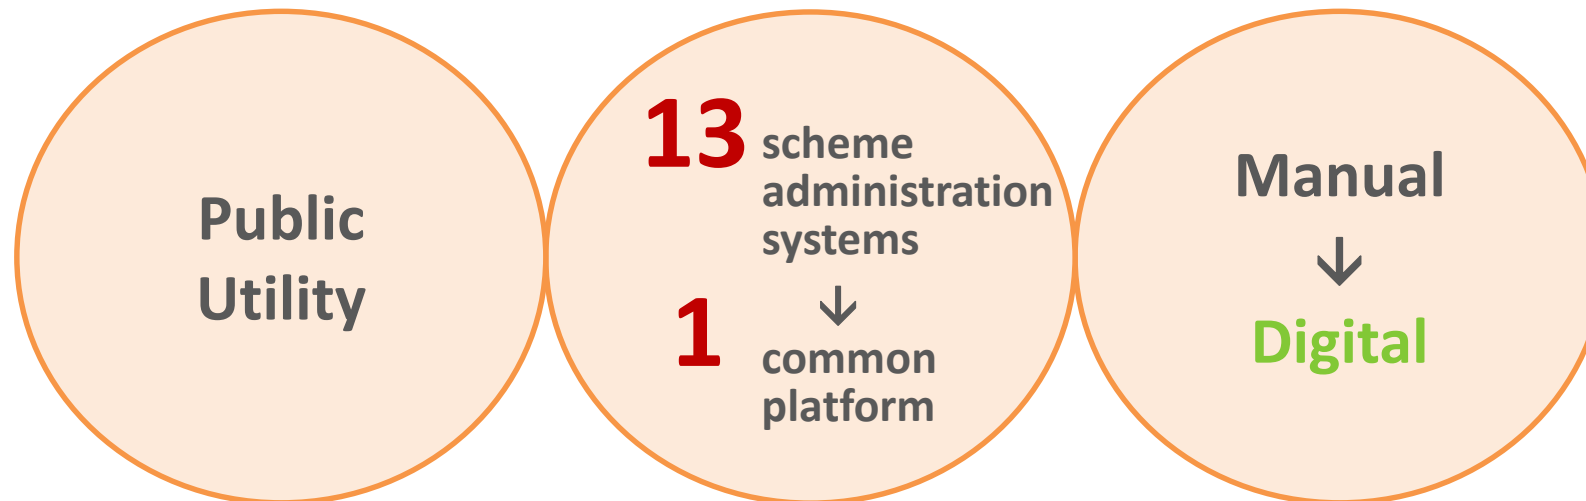 Public
Utility
13 scheme
administration
systems
↓
1 common
platform
Manual
↓
Digital